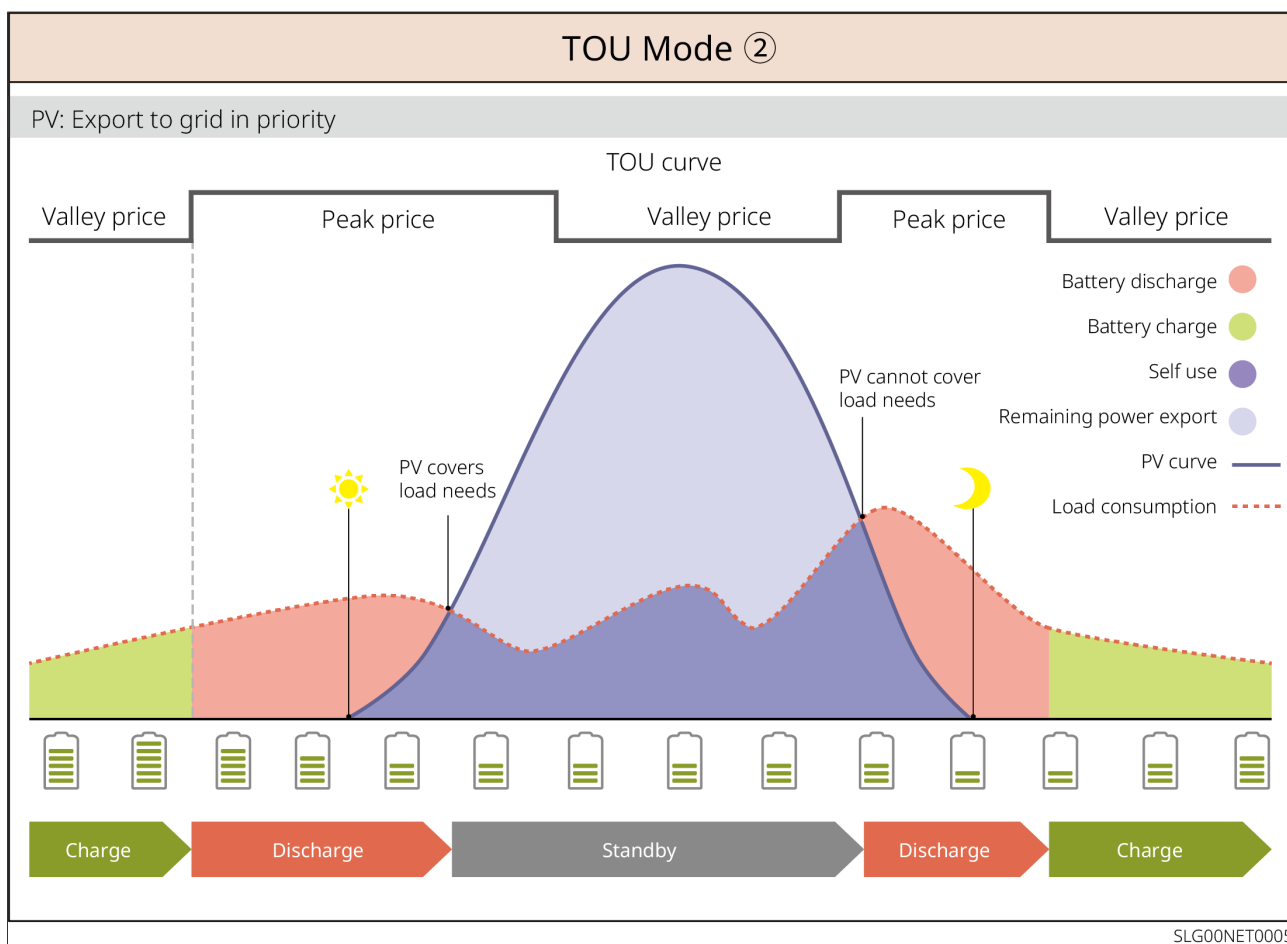 TOU Mode ②
PV: Export to grid in priority
TOU curve
Valley price
Peak price
Valley price
Peak price
Valley price
Battery discharge
Battery charge
Self use
Remaining power export
PV curve
Load consumption
PV cannot cover
load needs
PV covers
load needs
Charge
Discharge
Standby
Discharge
Charge
SLG00NET0005